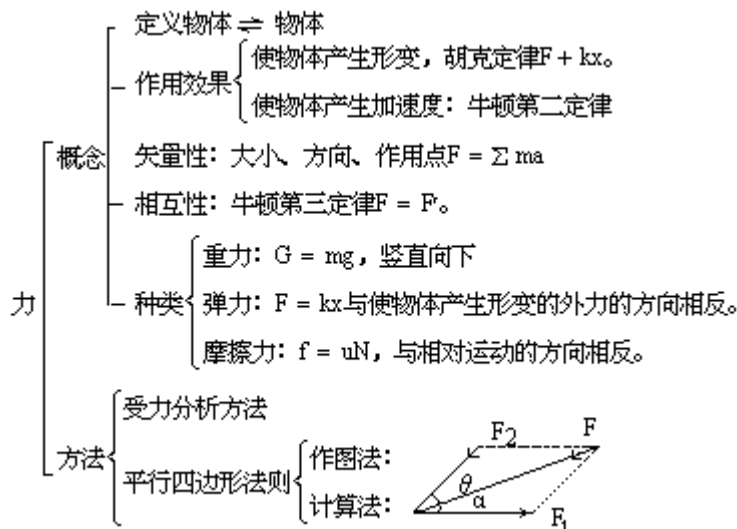 定义物体⇌物体
使物体产生形变，胡克定律F + kx。
作用效果
使物体产生加速度：牛顿第二定律
概念
矢量性：大小、方向、作用点F = Σ ma
相互性：牛顿第三定律F = F'。
重力：G = mg，竖直向下
力
种类
弹力：F = kx与使物体产生形变的外力的方向相反。
摩擦力：f = uN，与相对运动的方向相反。
受力分析方法
方法
平行四边形法则
作图法：
计算法：
F2
F
θ
α
F1